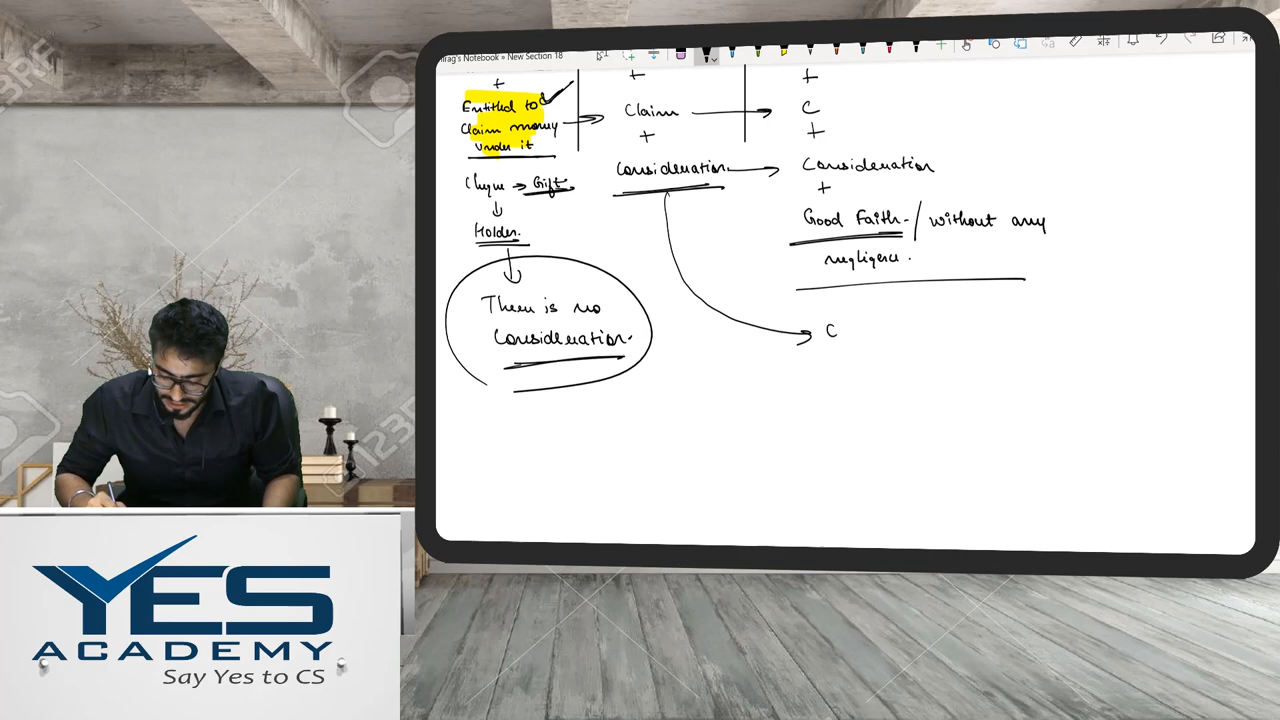 rag's Notebook » New Section 18
+
Entitled to
Claim money
under it
Cheque → Gift.
Holder.
There is no
Consideration.
+
Claim
+
Consideration
+
C
+
Consideration
+
Good Faith. / without any
negligence.
C
YES
ACADEMY
Say Yes to CS